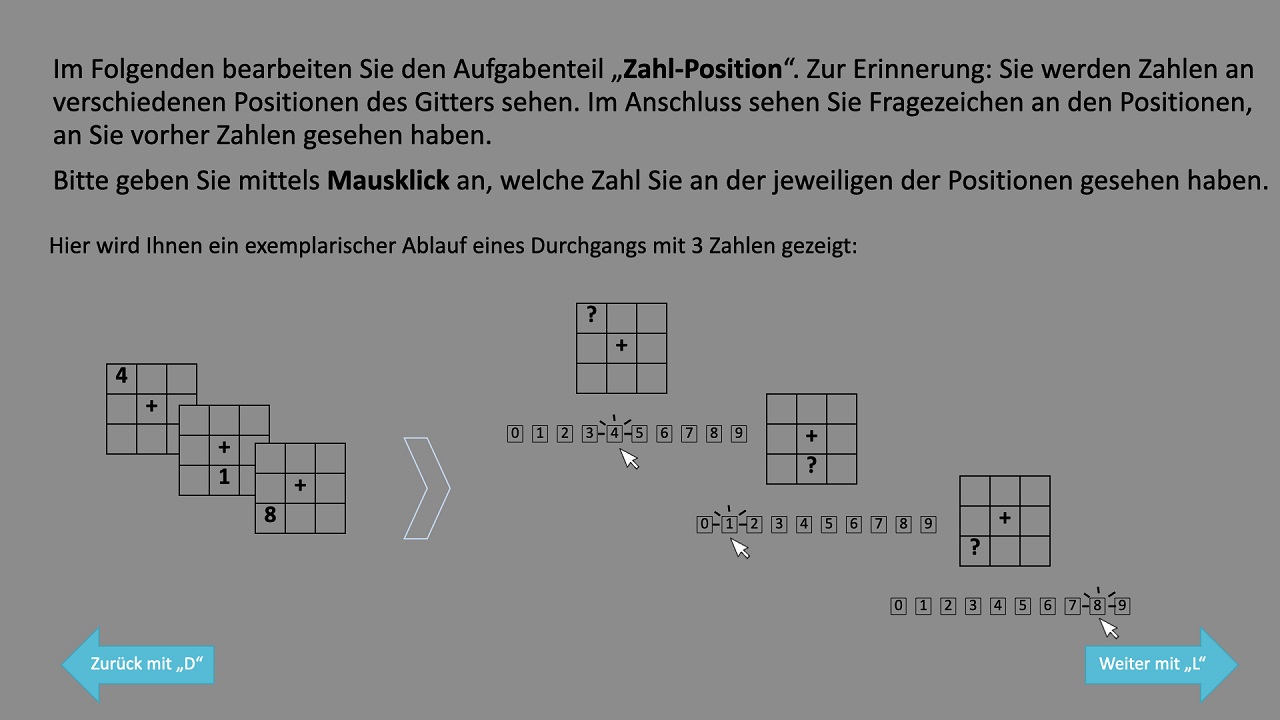 Im Folgenden bearbeiten Sie den Aufgabenteil „Zahl-Position“. Zur Erinnerung: Sie werden Zahlen an
verschiedenen Positionen des Gitters sehen. Im Anschluss sehen Sie Fragezeichen an den Positionen,
an Sie vorher Zahlen gesehen haben.
Bitte geben Sie mittels Mausklick an, welche Zahl Sie an der jeweiligen der Positionen gesehen haben.
Hier wird Ihnen ein exemplarischer Ablauf eines Durchgangs mit 3 Zahlen gezeigt:
4
+
+
1
+
8
?
+
0 1 2 3 4 5 6 7 8 9
+
?
0 1 2 3 4 5 6 7 8 9
+
?
0 1 2 3 4 5 6 7 8 9
Zurück mit „D“
Weiter mit „L“